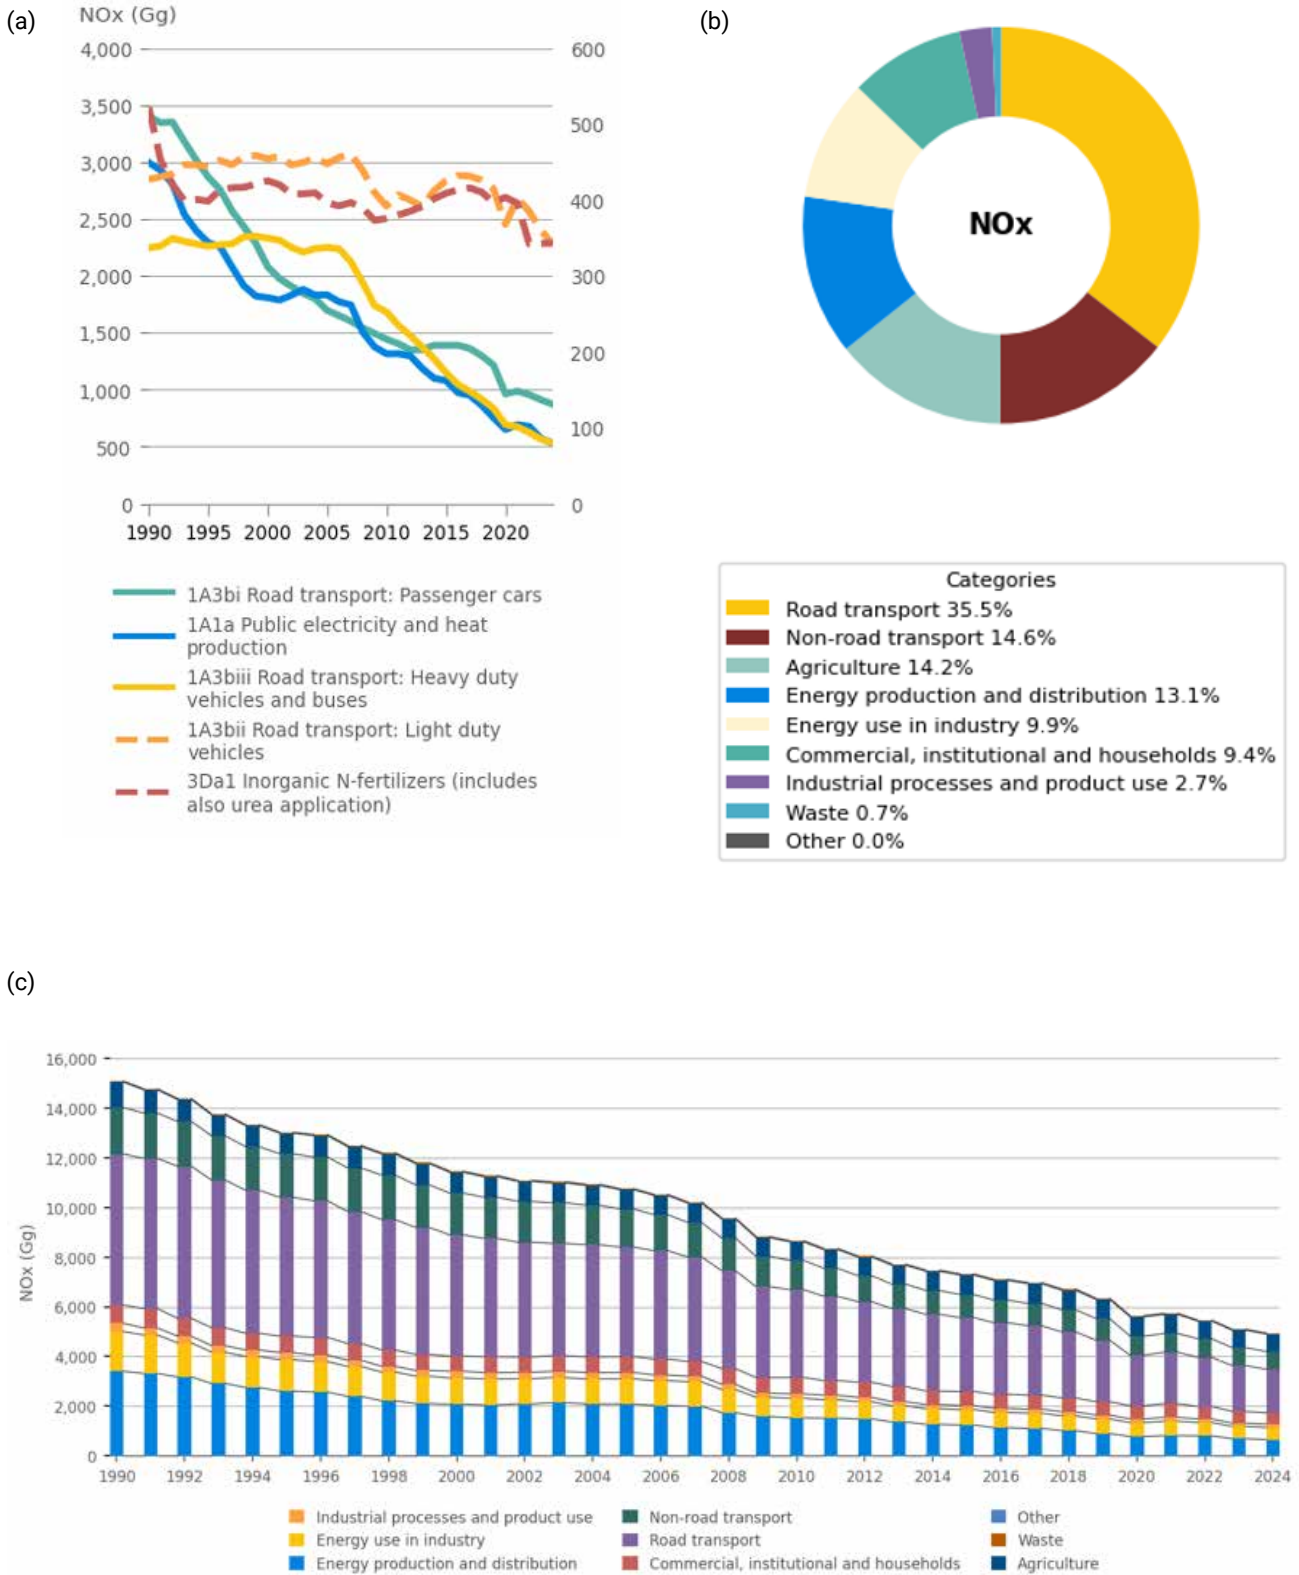 (a)
NOx (Gg)
4,000
3,500
3,000
2,500
2,000
1,500
1,000
500
0
600
500
400
300
200
100
0
1990 1995 2000 2005 2010 2015 2020
1A3bi Road transport: Passenger cars
1A1a Public electricity and heat
production
1A3biii Road transport: Heavy duty
vehicles and buses
1A3bii Road transport: Light duty
vehicles
3Da1 Inorganic N-fertilizers (includes
also urea application)
(b)
NOx
Categories
Road transport 35.5%
Non-road transport 14.6%
Agriculture 14.2%
Energy production and distribution 13.1%
Energy use in industry 9.9%
Commercial, institutional and households 9.4%
Industrial processes and product use 2.7%
Waste 0.7%
Other 0.0%
(c)
NOx (Gg)
16,000
14,000
12,000
10,000
8,000
6,000
4,000
2,000
0
1990 1992 1994 1996 1998 2000 2002 2004 2006 2008 2010 2012 2014 2016 2018 2020 2022 2024
Industrial processes and product use
Energy use in industry
Energy production and distribution
Non-road transport
Road transport
Commercial, institutional and households
Other
Waste
Agriculture